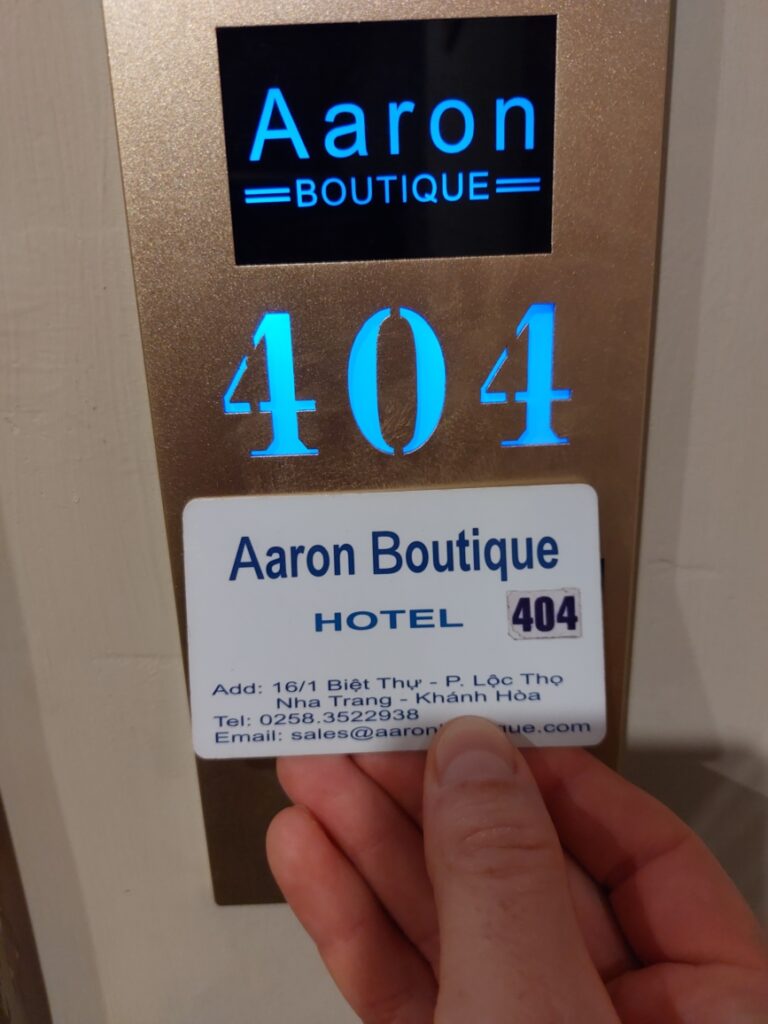 Aaron
BOUTIQUE
404
Aaron Boutique
HOTEL 404
Add: 16/1 Biệt Thự - P. Lộc Thọ
Nha Trang - Khánh Hòa
Tel: 0258.3522938
Email: